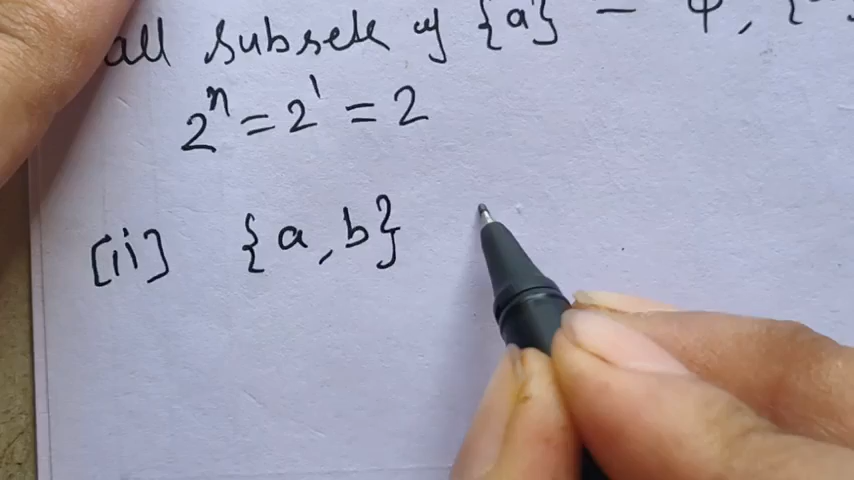 all subsets of {a} - φ, {
2ⁿ = 2¹ = 2
[ii] {a, b}